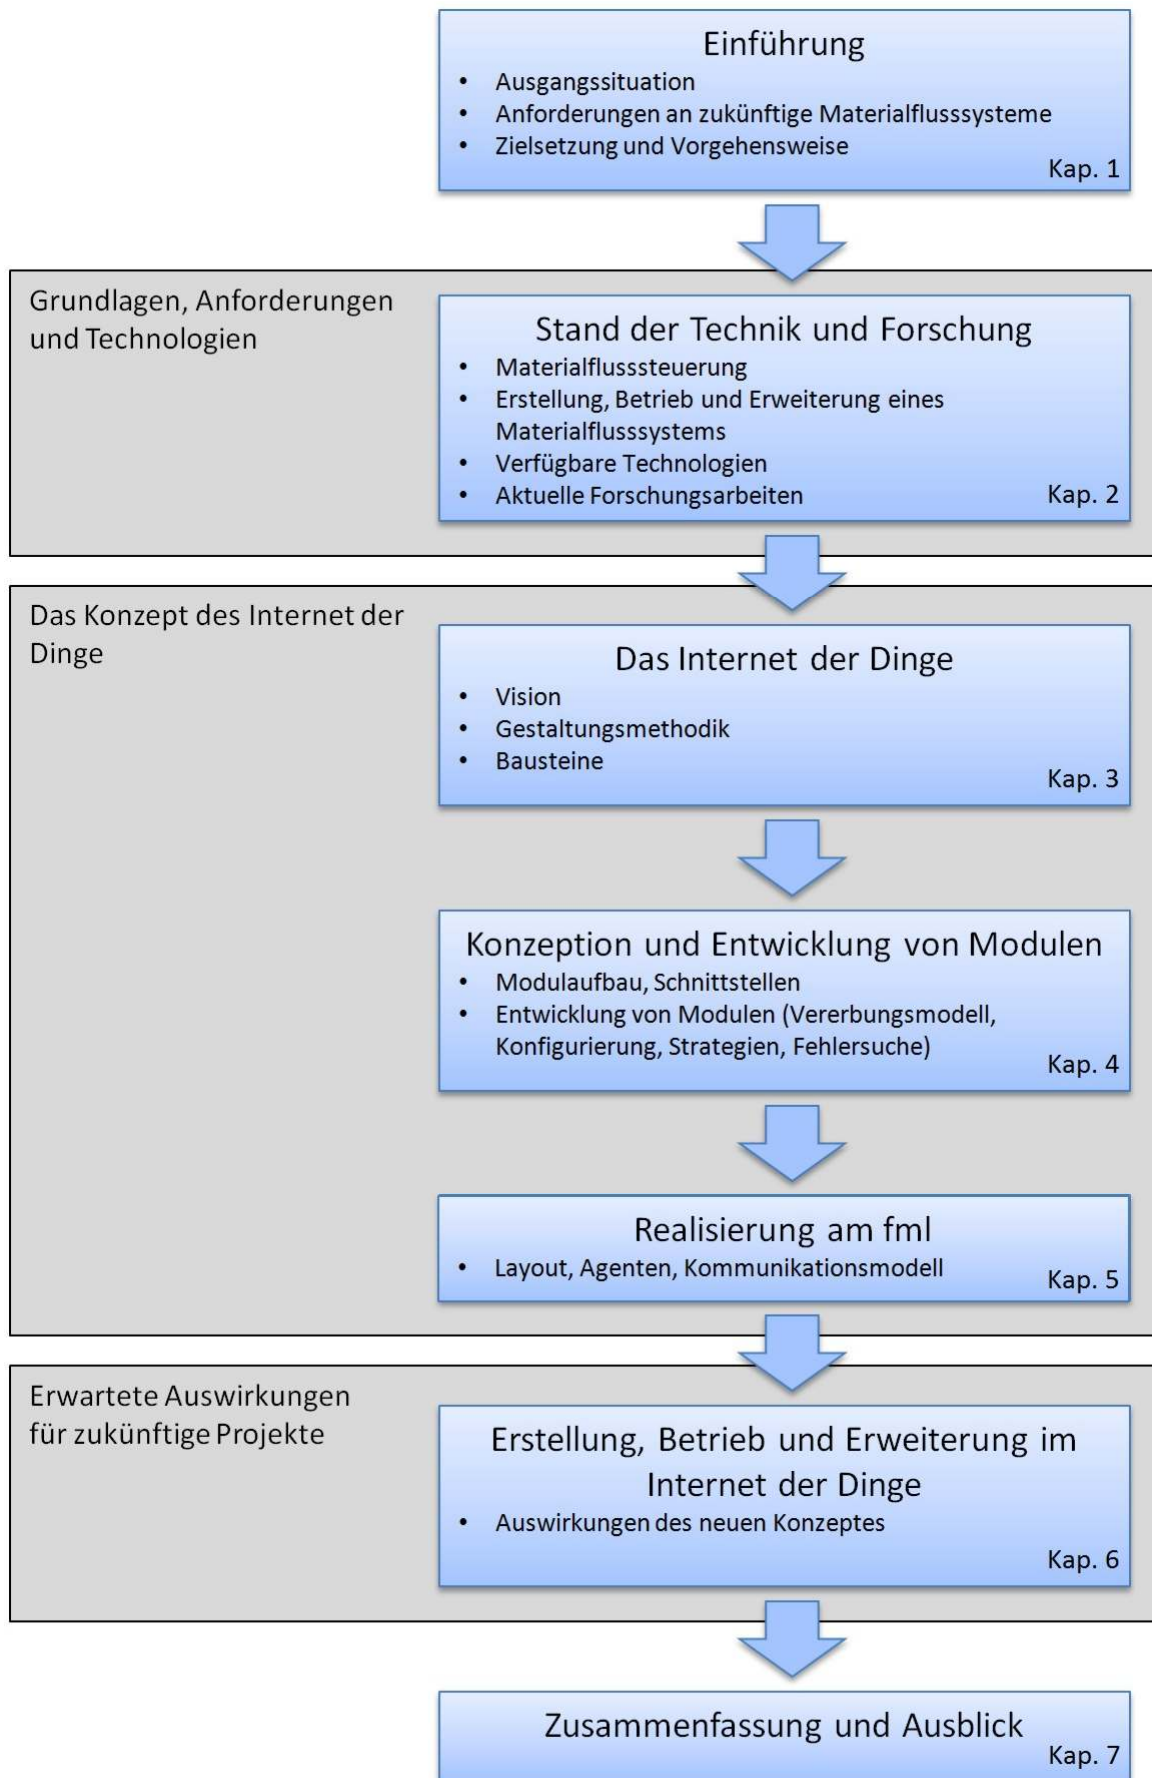 Einführung
• Ausgangssituation
• Anforderungen an zukünftige Materialflusssysteme
• Zielsetzung und Vorgehensweise
Kap. 1
Grundlagen, Anforderungen
und Technologien
Stand der Technik und Forschung
• Materialflusssteuerung
• Erstellung, Betrieb und Erweiterung eines
Materialflusssystems
• Verfügbare Technologien
• Aktuelle Forschungsarbeiten
Kap. 2
Das Konzept des Internet der
Dinge
Das Internet der Dinge
• Vision
• Gestaltungsmethodik
• Bausteine
Kap. 3
Konzeption und Entwicklung von Modulen
• Modulaufbau, Schnittstellen
• Entwicklung von Modulen (Vererbungsmodell,
Konfigurierung, Strategien, Fehlersuche)
Kap. 4
Realisierung am fml
• Layout, Agenten, Kommunikationsmodell
Kap. 5
Erwartete Auswirkungen
für zukünftige Projekte
Erstellung, Betrieb und Erweiterung im
Internet der Dinge
• Auswirkungen des neuen Konzeptes
Kap. 6
Zusammenfassung und Ausblick
Kap. 7